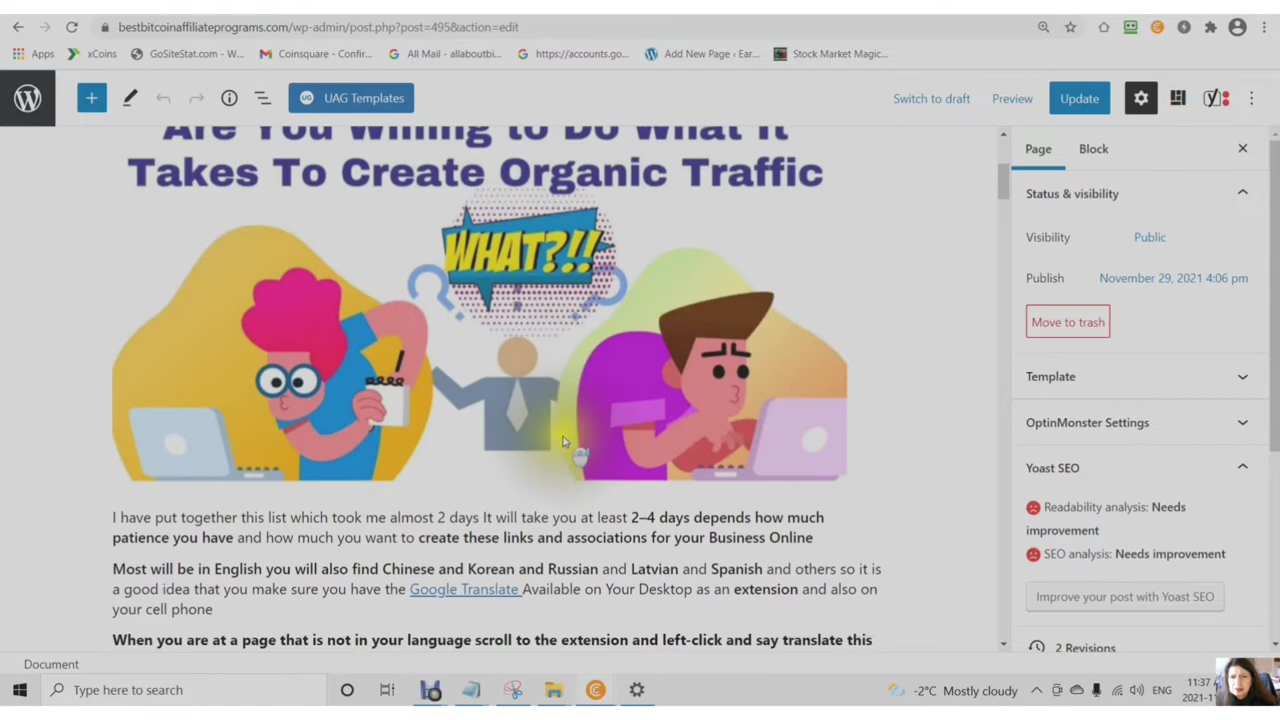 bestbitcoinaffiliateprograms.com/wp-admin/post.php?post=495&action=edit
Apps xCoins GoSiteStat.com - W... Coinsquare - Confir... All Mail - allaboutbi... https://accounts.go... Add New Page ‹ Ear... Stock Market Magic...
UG UAG Templates Switch to draft Preview Update
Are You Willing to Do What It
Takes To Create Organic Traffic
WHAT?!!
I have put together this list which took me almost 2 days It will take you at least 2–4 days depends how much
patience you have and how much you want to create these links and associations for your Business Online
Most will be in English you will also find Chinese and Korean and Russian and Latvian and Spanish and others so it is
a good idea that you make sure you have the Google Translate Available on Your Desktop as an extension and also on
your cell phone
When you are at a page that is not in your language scroll to the extension and left-click and say translate this
Page Block
Status & visibility
Visibility Public
Publish November 29, 2021 4:06 pm
Move to trash
Template
OptinMonster Settings
Yoast SEO
Readability analysis: Needs
improvement
SEO analysis: Needs improvement
Improve your post with Yoast SEO
2 Revisions
Document
Type here to search
-2°C Mostly cloudy ENG
11:37
2021-11